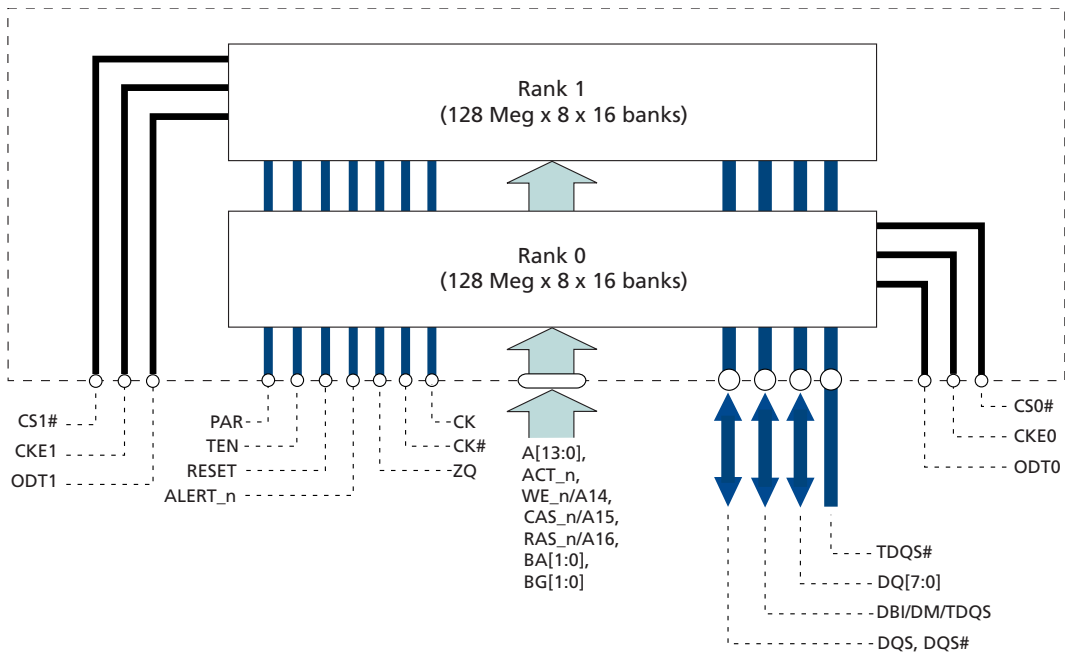 Rank 1
(128 Meg x 8 x 16 banks)
Rank 0
(128 Meg x 8 x 16 banks)
CS1#
CKE1
ODT1
PAR
TEN
RESET
ALERT_n
CK
CK#
ZQ
A[13:0],
ACT_n,
WE_n/A14,
CAS_n/A15,
RAS_n/A16,
BA[1:0],
BG[1:0]
CS0#
CKE0
ODT0
TDQS#
DQ[7:0]
DBI/DM/TDQS
DQS, DQS#